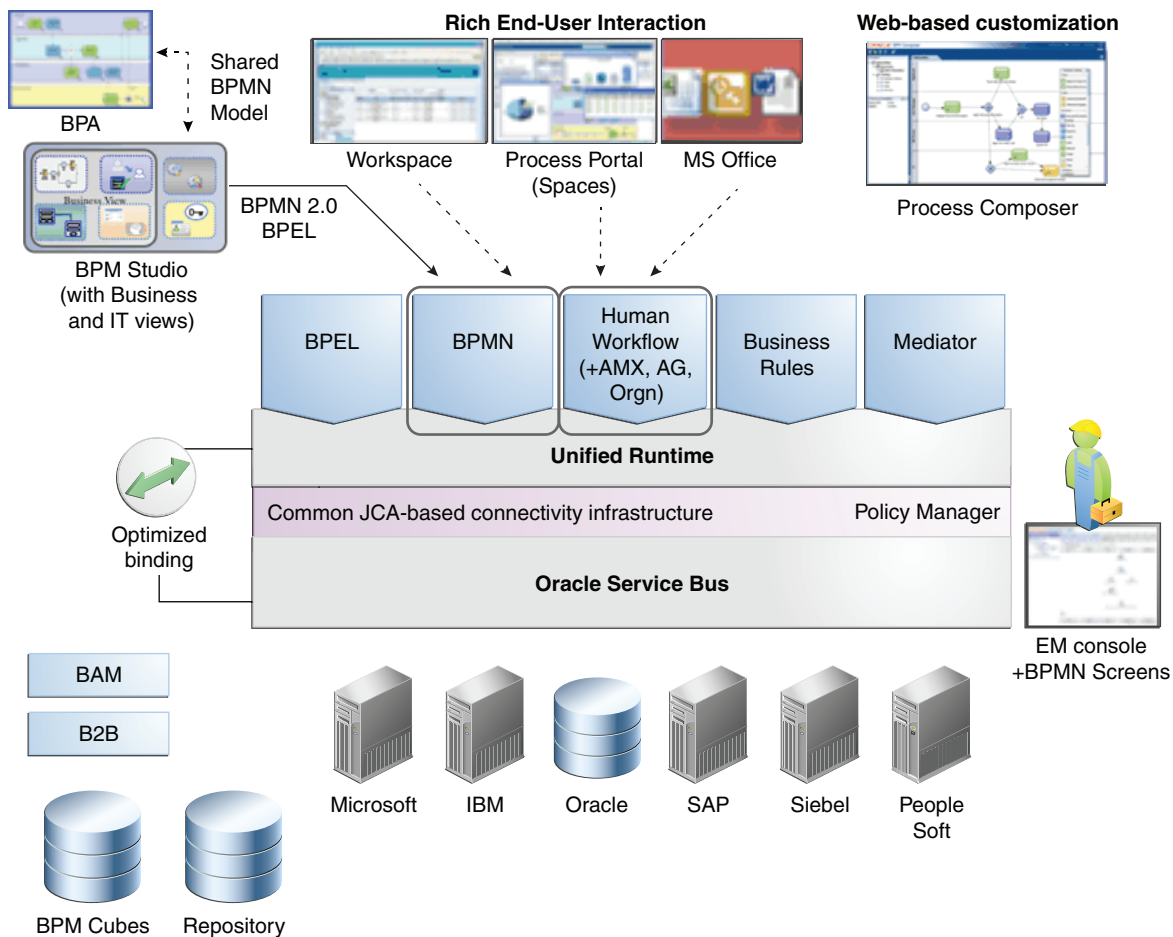 Rich End-User Interaction
Web-based customization
Shared
BPMN
Model
BPA
Workspace
Process Portal
(Spaces)
MS Office
Process Composer
Business View
BPMN 2.0
BPEL
BPM Studio
(with Business
and IT views)
BPEL
BPMN
Human
Workflow
(+AMX, AG,
Orgn)
Business
Rules
Mediator
Unified Runtime
Common JCA-based connectivity infrastructure
Policy Manager
Optimized
binding
Oracle Service Bus
EM console
+BPMN Screens
BAM
B2B
Microsoft
IBM
Oracle
SAP
Siebel
People
Soft
BPM Cubes
Repository